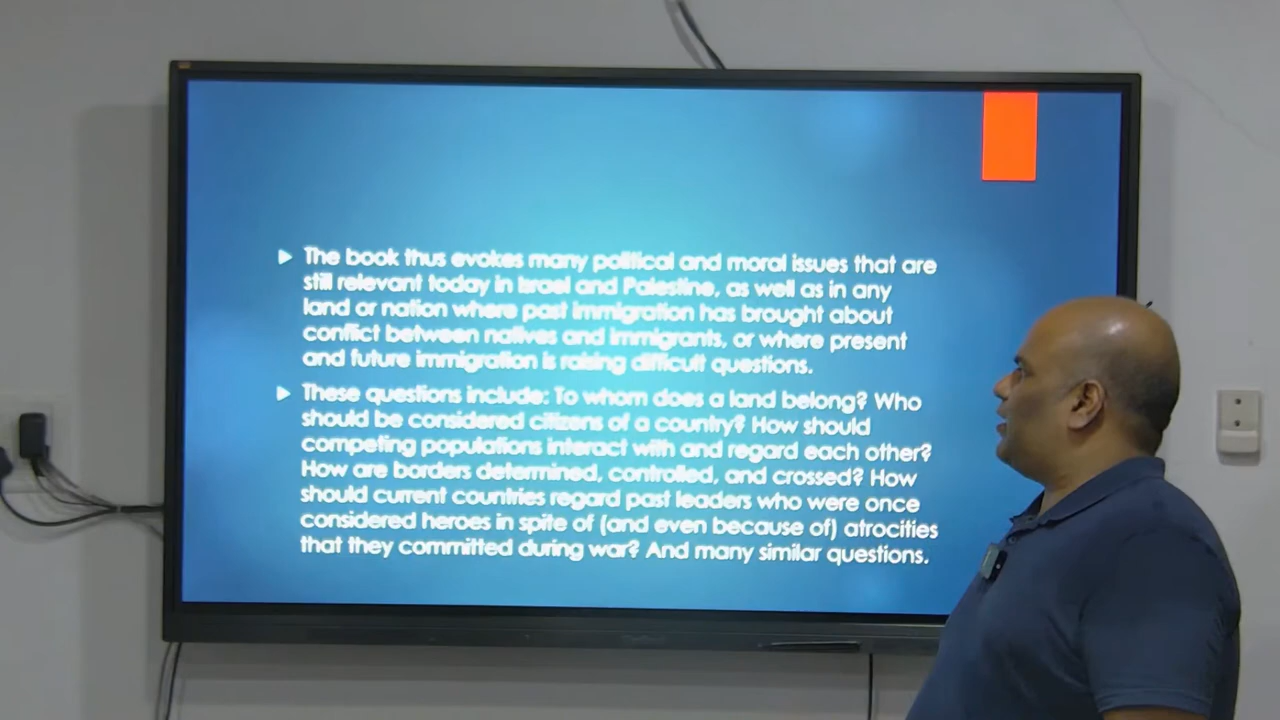 The book thus evokes many political and moral issues that are
still relevant today in Israel and Palestine, as well as in any
land or nation where past immigration has brought about
conflict between natives and immigrants, or where present
and future immigration is raising difficult questions.
These questions include: To whom does a land belong? Who
should be considered citizens of a country? How should
competing populations interact with and regard each other?
How are borders determined, controlled, and crossed? How
should current countries regard past leaders who were once
considered heroes in spite of (and even because of) atrocities
that they committed during war? And many similar questions.